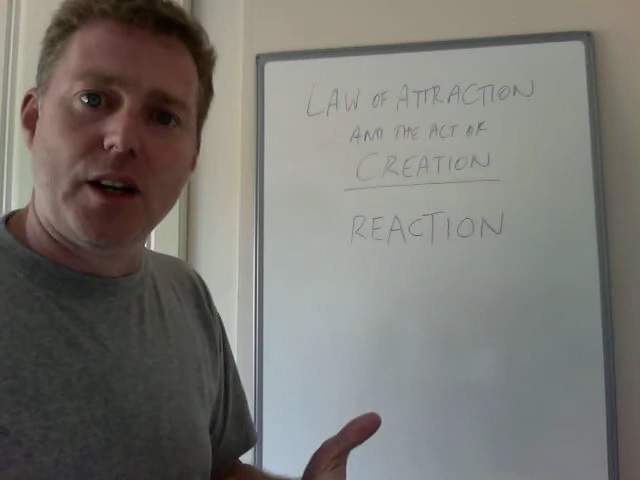 LAW OF ATTRACTION
AND THE ACT OF
CREATION
REACTION